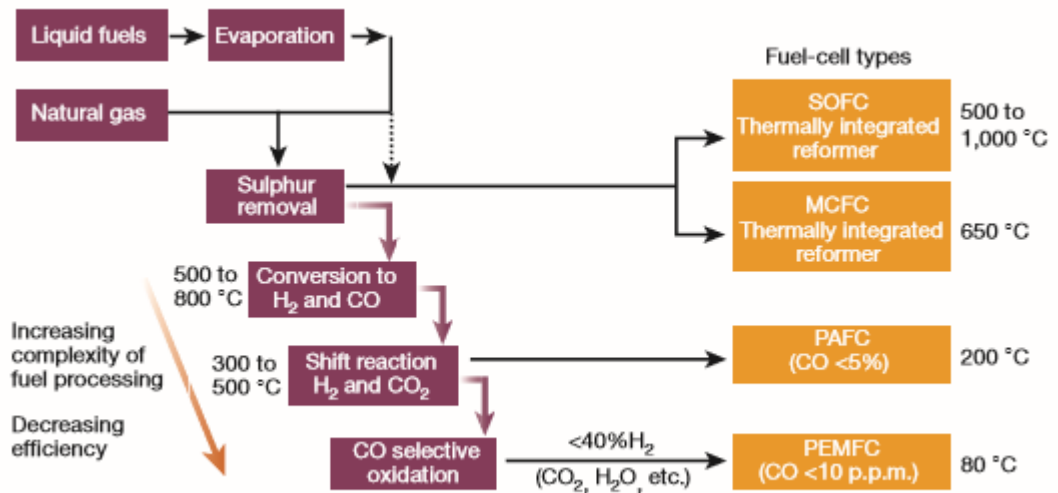 Liquid fuels
Evaporation
Natural gas
Fuel-cell types
SOFC
Thermally integrated
reformer
500 to
1,000 °C
Sulphur
removal
MCFC
Thermally integrated
reformer
650 °C
500 to
800 °C
Conversion to
H₂ and CO
Increasing
complexity of
fuel processing
300 to
500 °C
Shift reaction
H₂ and CO₂
PAFC
(CO <5%)
200 °C
Decreasing
efficiency
CO selective
oxidation
<40%H₂
(CO₂, H₂O, etc.)
PEMFC
(CO <10 p.p.m.)
80 °C